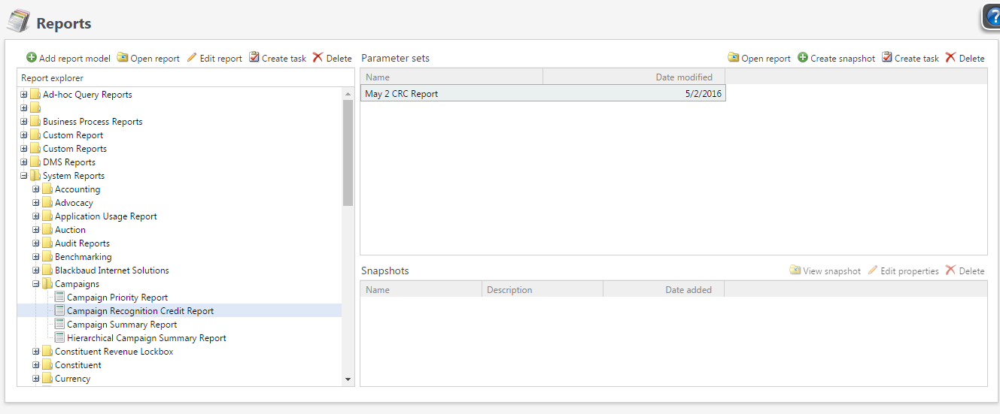 Reports
?
Add report model Open report Edit report Create task Delete
Report explorer
Ad-hoc Query Reports
Business Process Reports
Custom Report
Custom Reports
DMS Reports
System Reports
Accounting
Advocacy
Application Usage Report
Auction
Audit Reports
Benchmarking
Blackbaud Internet Solutions
Campaigns
Campaign Priority Report
Campaign Recognition Credit Report
Campaign Summary Report
Hierarchical Campaign Summary Report
Constituent Revenue Lockbox
Constituent
Currency
Parameter sets Open report Create snapshot Create task Delete
Name Date modified
May 2 CRC Report 5/2/2016
Snapshots View snapshot Edit properties Delete
Name Description Date added